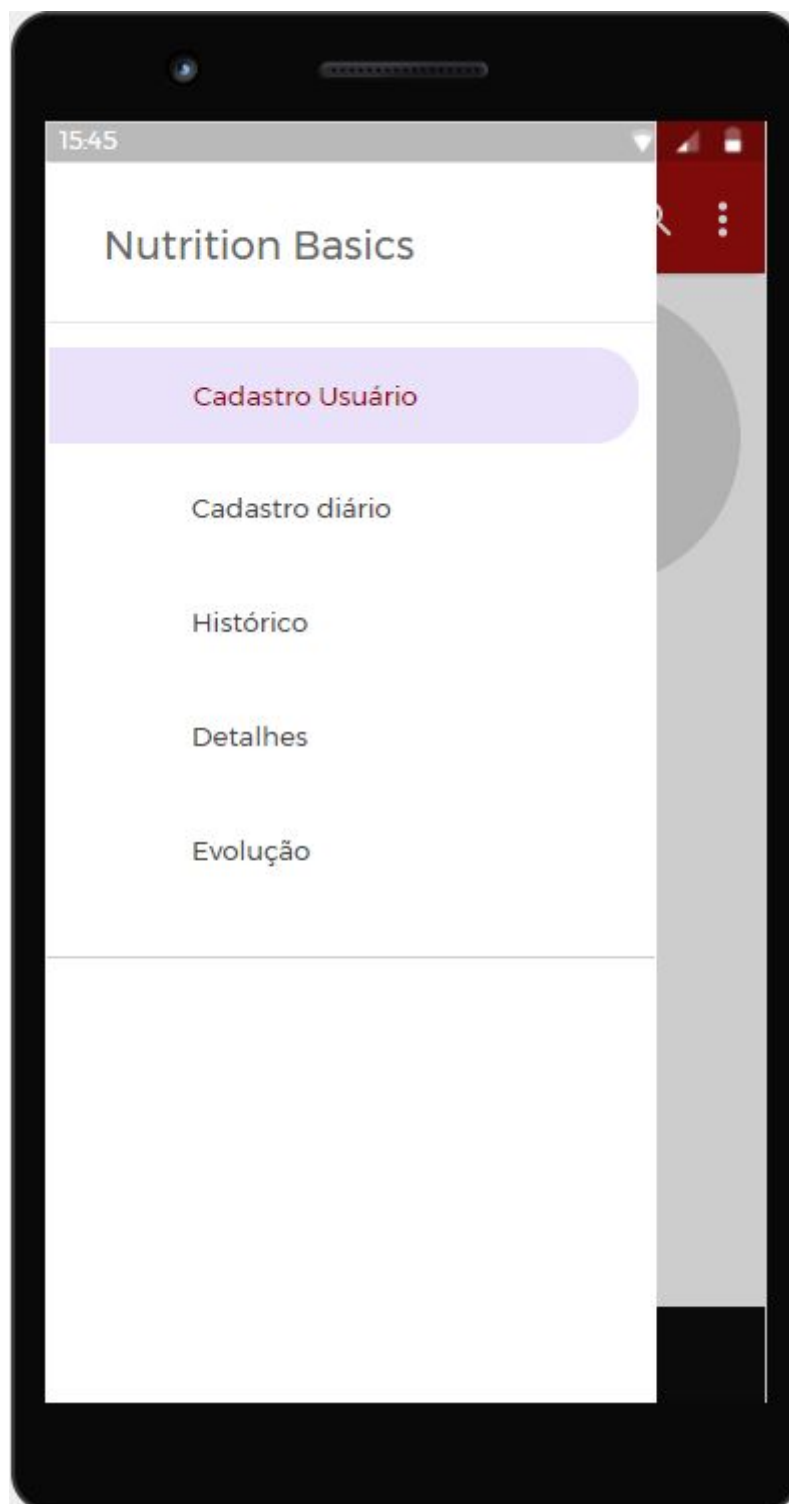 15:45
Nutrition Basics
Cadastro Usuário
Cadastro diário
Histórico
Detalhes
Evolução